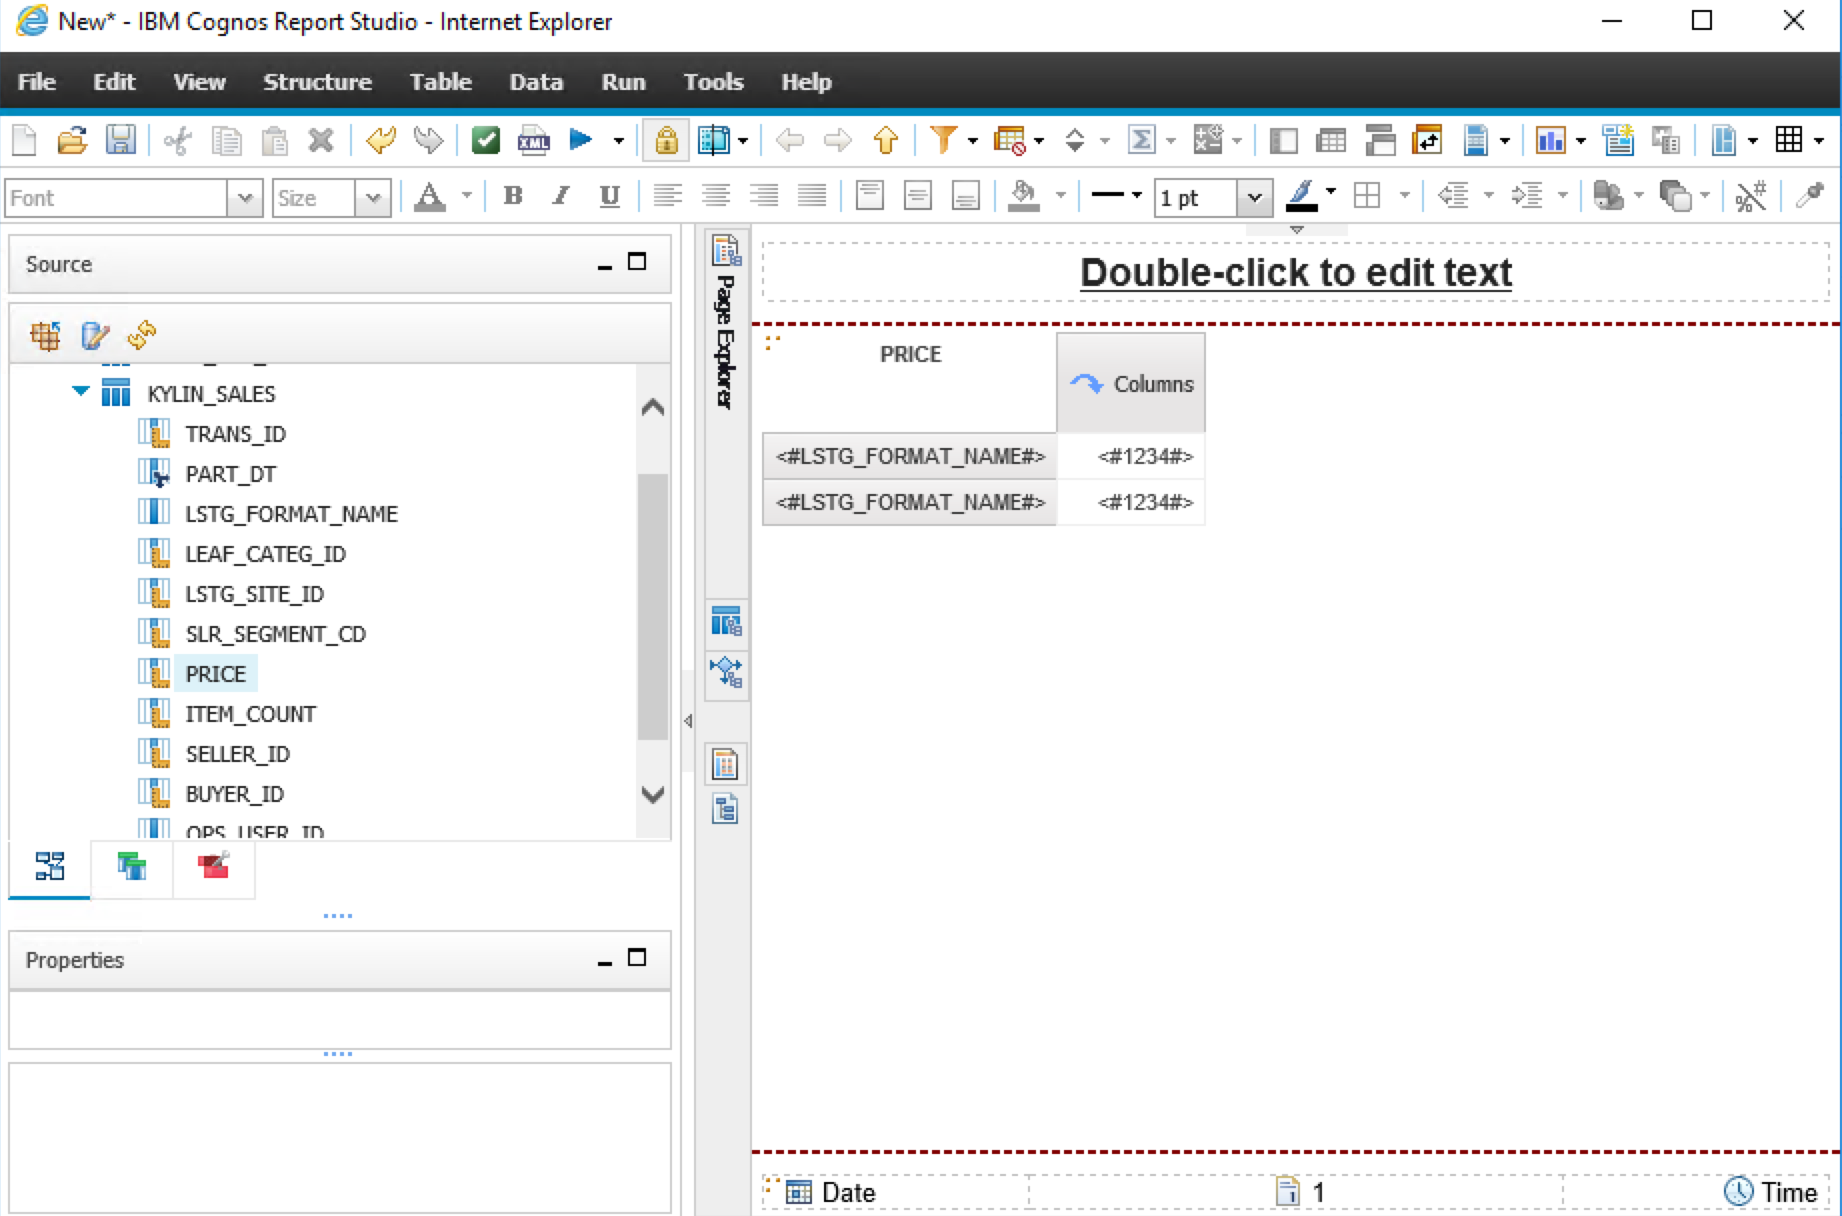 New* - IBM Cognos Report Studio - Internet Explorer
File Edit View Structure Table Data Run Tools Help
XML
Font Size A B I U 1 pt
Source
KYLIN_SALES
TRANS_ID
PART_DT
LSTG_FORMAT_NAME
LEAF_CATEG_ID
LSTG_SITE_ID
SLR_SEGMENT_CD
PRICE
ITEM_COUNT
SELLER_ID
BUYER_ID
OPS_USER_ID
Properties
Page Explorer
Double-click to edit text
PRICE Columns
<#LSTG_FORMAT_NAME#> <#1234#>
<#LSTG_FORMAT_NAME#> <#1234#>
Date 1 Time